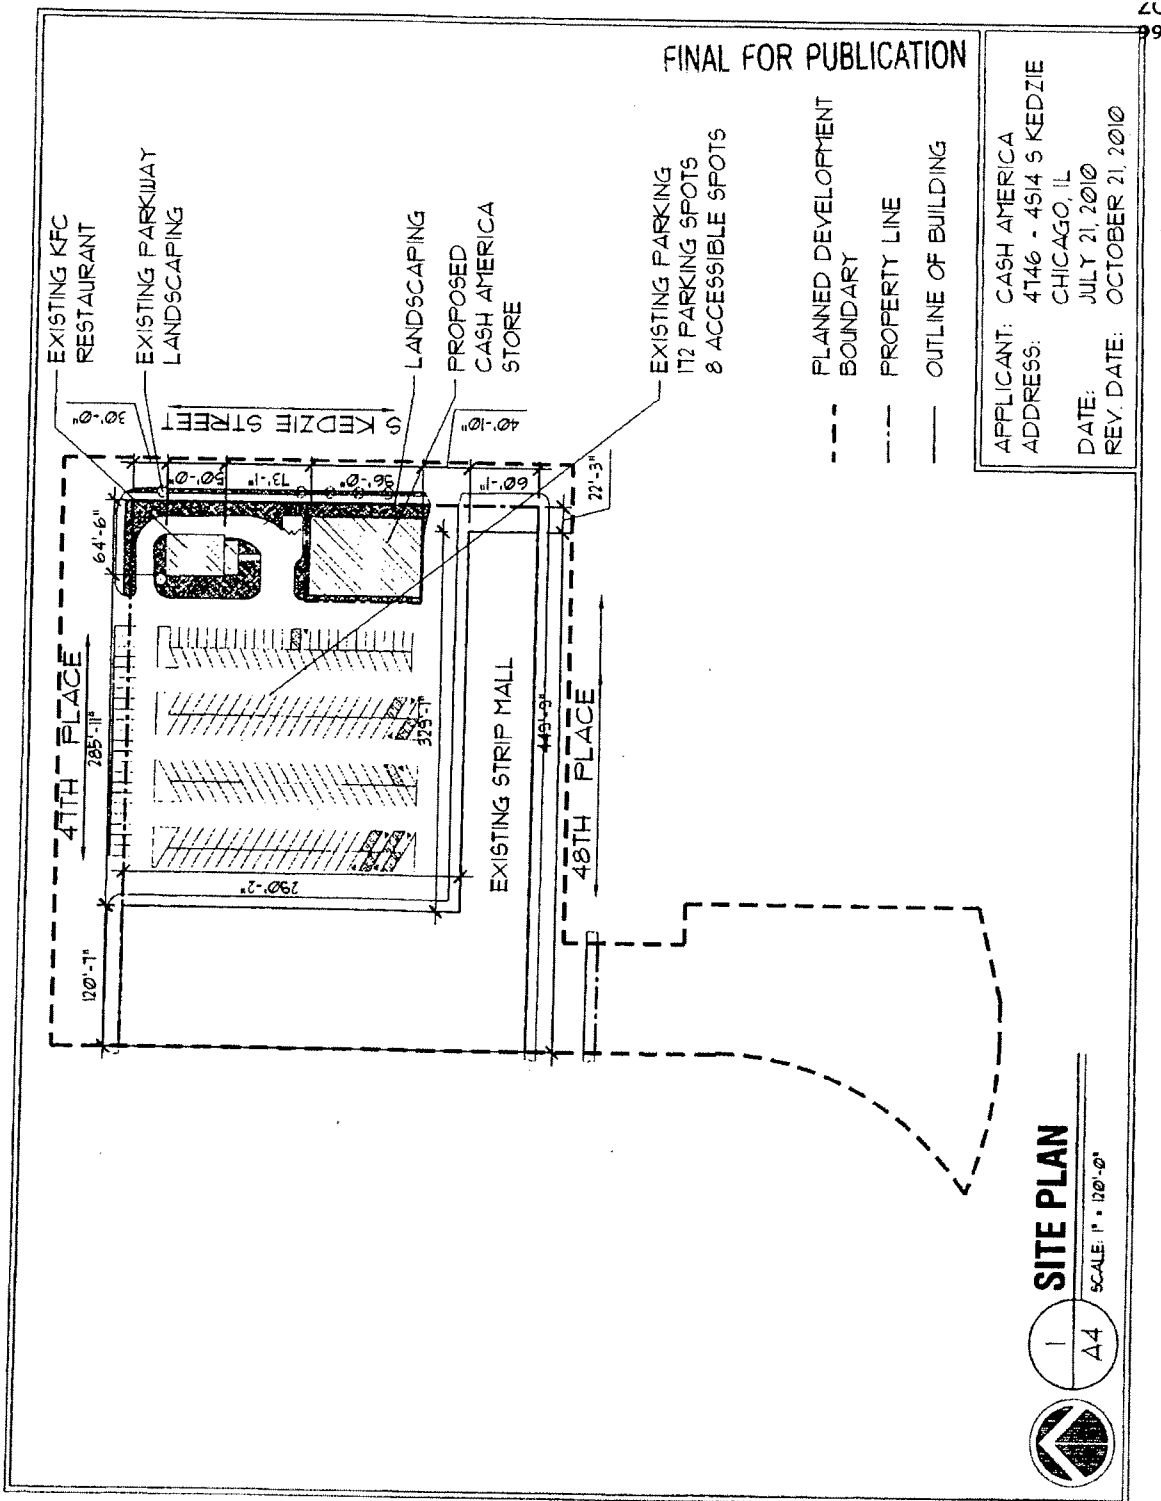 FINAL FOR PUBLICATION
EXISTING KFC
RESTAURANT
EXISTING PARKWAY
LANDSCAPING
LANDSCAPING
PROPOSED
CASH AMERICA
STORE
EXISTING PARKING
172 PARKING SPOTS
8 ACCESSIBLE SPOTS
PLANNED DEVELOPMENT
BOUNDARY
PROPERTY LINE
OUTLINE OF BUILDING
APPLICANT: CASH AMERICA
ADDRESS: 4746 - 4514 S KEDZIE
CHICAGO, IL
DATE: JULY 21, 2010
REV. DATE: OCTOBER 21, 2010
S KEDZIE STREET
30'-0"
50'-0"
73'-1"
96'-0"
40'-10"
60'-1"
22'-3"
64'-6"
47TH PLACE
285'-11"
120'-7"
290'-2"
329'-1"
EXISTING STRIP MALL
449'-9"
48TH PLACE
1
A4
SITE PLAN
SCALE: 1" = 120'-0"